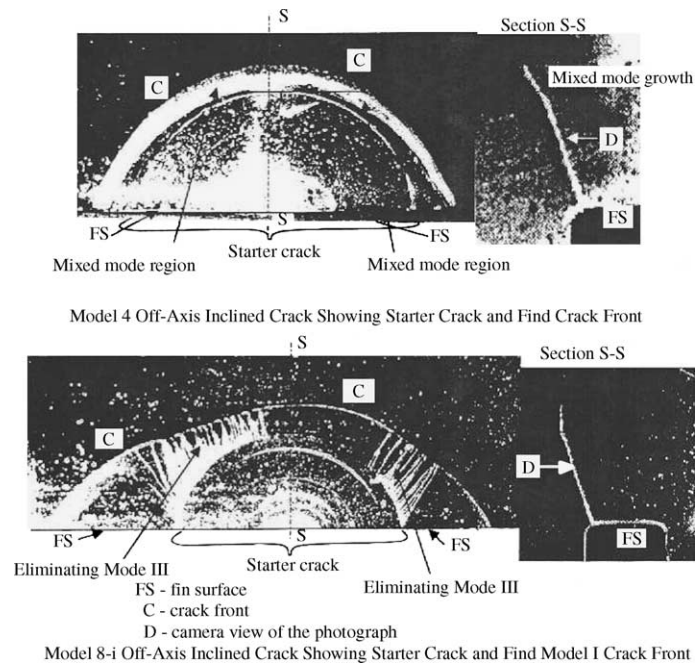 S
Section S-S
C
C
Mixed mode growth
D
FS
S
FS
FS
Starter crack
Mixed mode region
Mixed mode region
Model 4 Off-Axis Inclined Crack Showing Starter Crack and Find Crack Front
S
Section S-S
C
C
D
S
FS
FS
FS
Starter crack
Eliminating Mode III
Eliminating Mode III
FS - fin surface
C - crack front
D - camera view of the photograph
Model 8-i Off-Axis Inclined Crack Showing Starter Crack and Find Model I Crack Front